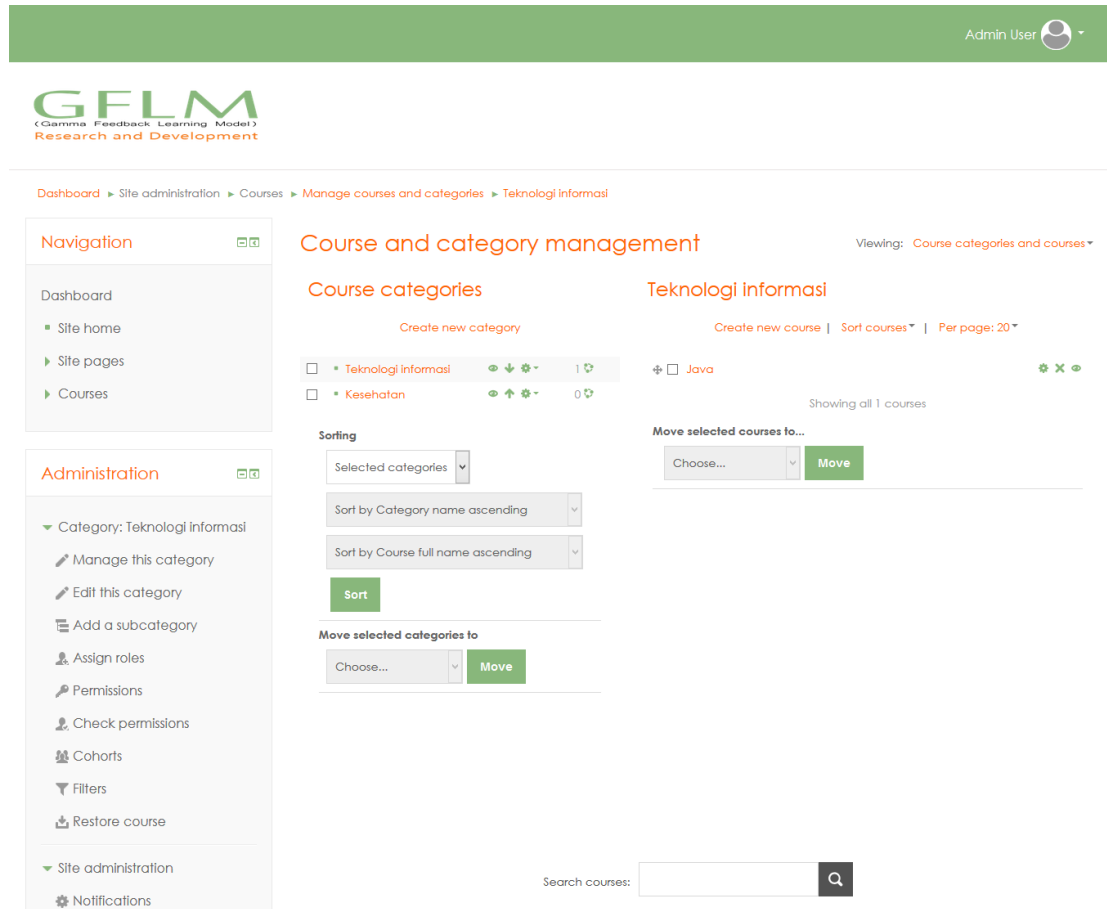 Admin User
GFLM
(Gamma Feedback Learning Model)
Research and Development
Dashboard ► Site administration ► Courses ► Manage courses and categories ► Teknologi informasi
Navigation
Dashboard
Site home
Site pages
Courses
Administration
Category: Teknologi informasi
Manage this category
Edit this category
Add a subcategory
Assign roles
Permissions
Check permissions
Cohorts
Filters
Restore course
Site administration
Notifications
Course and category management
Viewing: Course categories and courses
Course categories
Create new category
Teknologi informasi 1
Kesehatan 0
Sorting
Selected categories
Sort by Category name ascending
Sort by Course full name ascending
Sort
Move selected categories to
Choose... Move
Teknologi informasi
Create new course | Sort courses | Per page: 20
Java
Showing all 1 courses
Move selected courses to...
Choose... Move
Search courses: